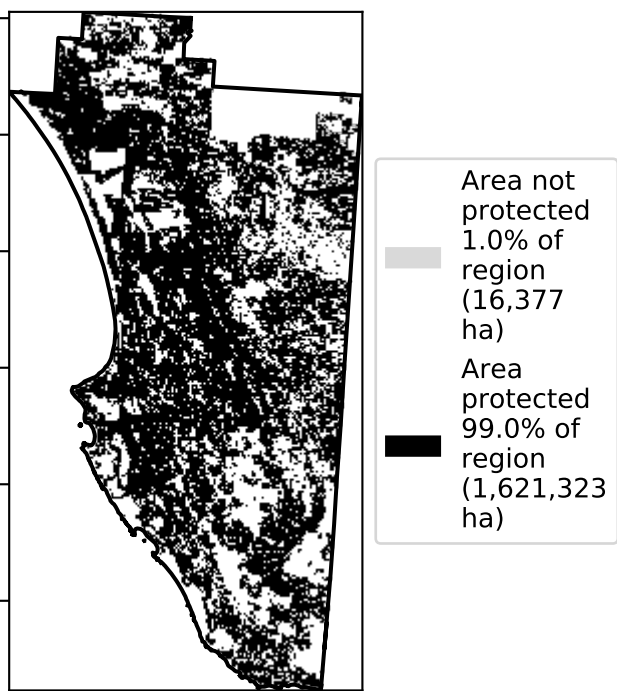 Area not
protected
1.0% of
region
(16,377
ha)
Area
protected
99.0% of
region
(1,621,323
ha)